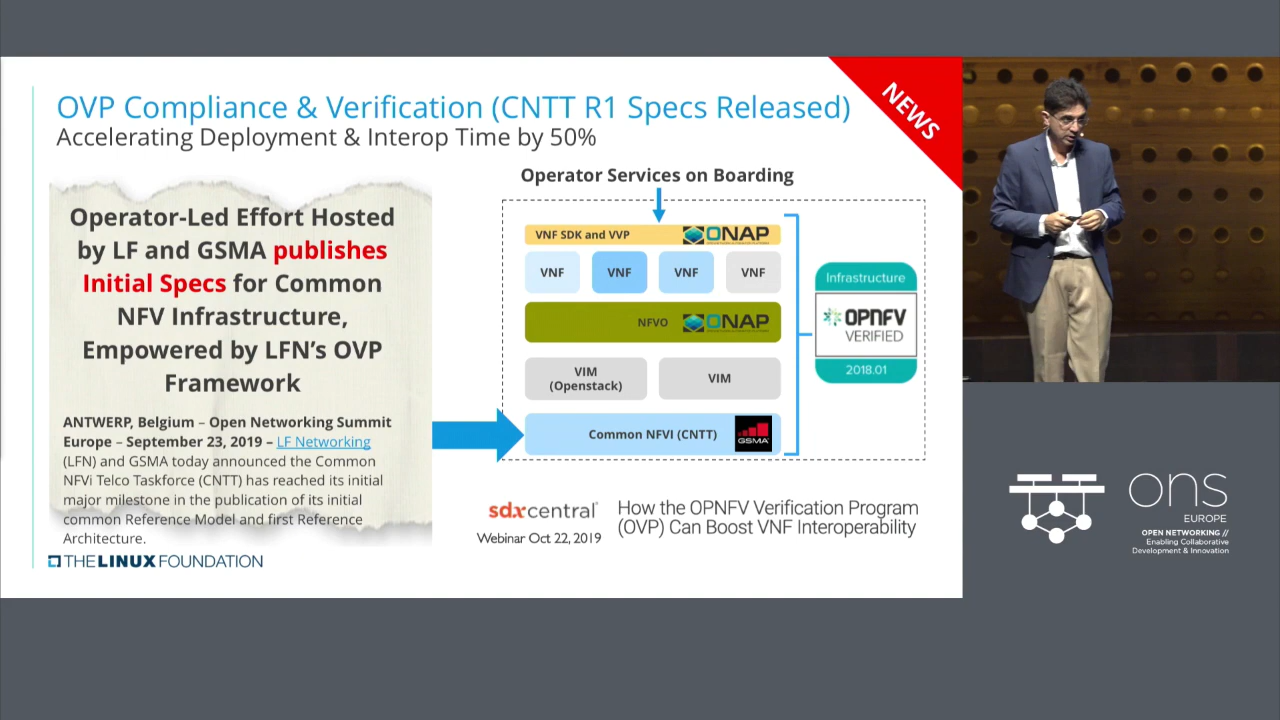 OVP Compliance & Verification (CNTT R1 Specs Released)
Accelerating Deployment & Interop Time by 50%
NEWS
Operator-Led Effort Hosted
by LF and GSMA publishes
Initial Specs for Common
NFV Infrastructure,
Empowered by LFN's OVP
Framework
ANTWERP, Belgium – Open Networking Summit
Europe – September 23, 2019 – LF Networking
(LFN) and GSMA today announced the Common
NFVi Telco Taskforce (CNTT) has reached its initial
major milestone in the publication of its initial
common Reference Model and first Reference
Architecture.
THE LINUX FOUNDATION
Operator Services on Boarding
VNF SDK and VVP ONAP
VNF VNF VNF VNF
NFVO ONAP
VIM
(Openstack)
VIM
Common NFVI (CNTT) GSMA
Infrastructure
OPNFV
VERIFIED
2018.01
sdxcentral
Webinar Oct 22, 2019
How the OPNFV Verification Program
(OVP) Can Boost VNF Interoperability
ons
EUROPE
OPEN NETWORKING //
Enabling Collaborative
Development & Innovation